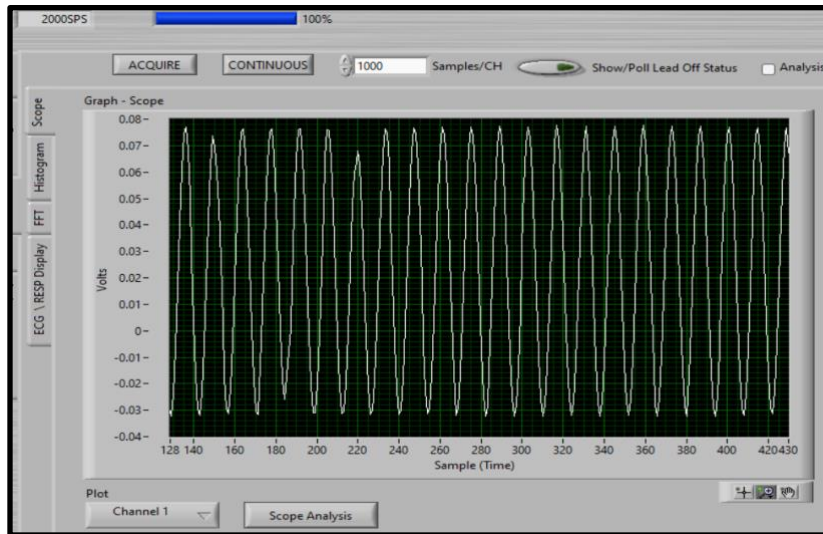 2000SPS 100%
ACQUIRE CONTINUOUS 1000 Samples/CH Show/Poll Lead Off Status Analysis
Scope
Histogram
FFT
ECG \ RESP Display
Graph - Scope
Volts
0.08
0.07
0.06
0.05
0.04
0.03
0.02
0.01
0
-0.01
-0.02
-0.03
-0.04
128 140 160 180 200 220 240 260 280 300 320 340 360 380 400 420 430
Sample (Time)
Plot
Channel 1 Scope Analysis